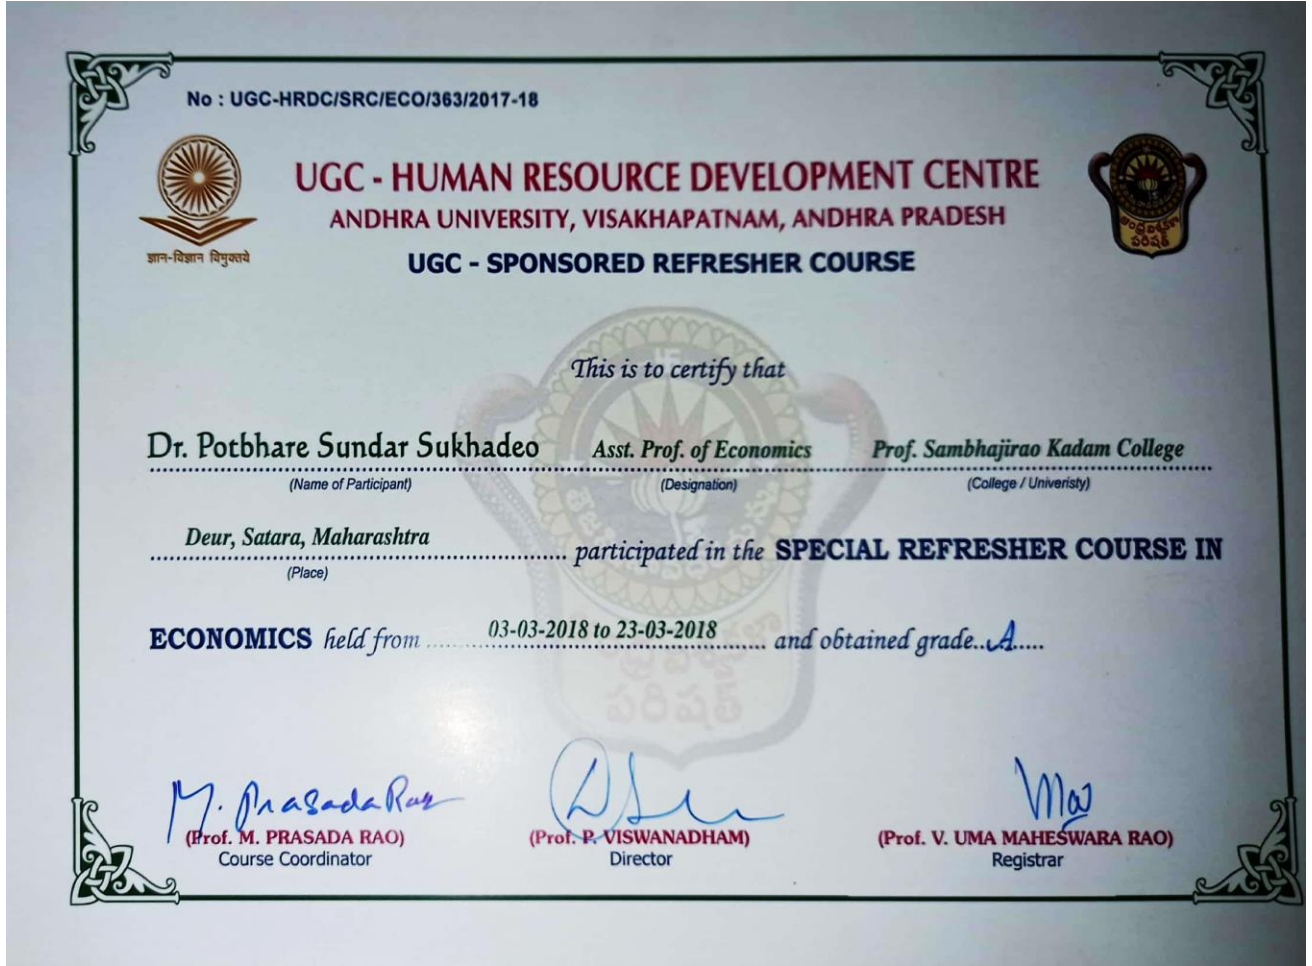 No : UGC-HRDC/SRC/ECO/363/2017-18
UGC - HUMAN RESOURCE DEVELOPMENT CENTRE
ANDHRA UNIVERSITY, VISAKHAPATNAM, ANDHRA PRADESH
ज्ञान-विज्ञान विमुक्तये
UGC - SPONSORED REFRESHER COURSE
This is to certify that
Dr. Potbhare Sundar Sukhadeo Asst. Prof. of Economics Prof. Sambhajirao Kadam College
(Name of Participant) (Designation) (College / Univeristy)
Deur, Satara, Maharashtra
participated in the SPECIAL REFRESHER COURSE IN
(Place)
ECONOMICS held from 03-03-2018 to 23-03-2018 and obtained grade..A.....
పరిషత్
M. Prasada Rao
(Prof. M. PRASADA RAO) (Prof. P. VISWANADHAM) (Prof. V. UMA MAHESWARA RAO)
Course Coordinator Director Registrar